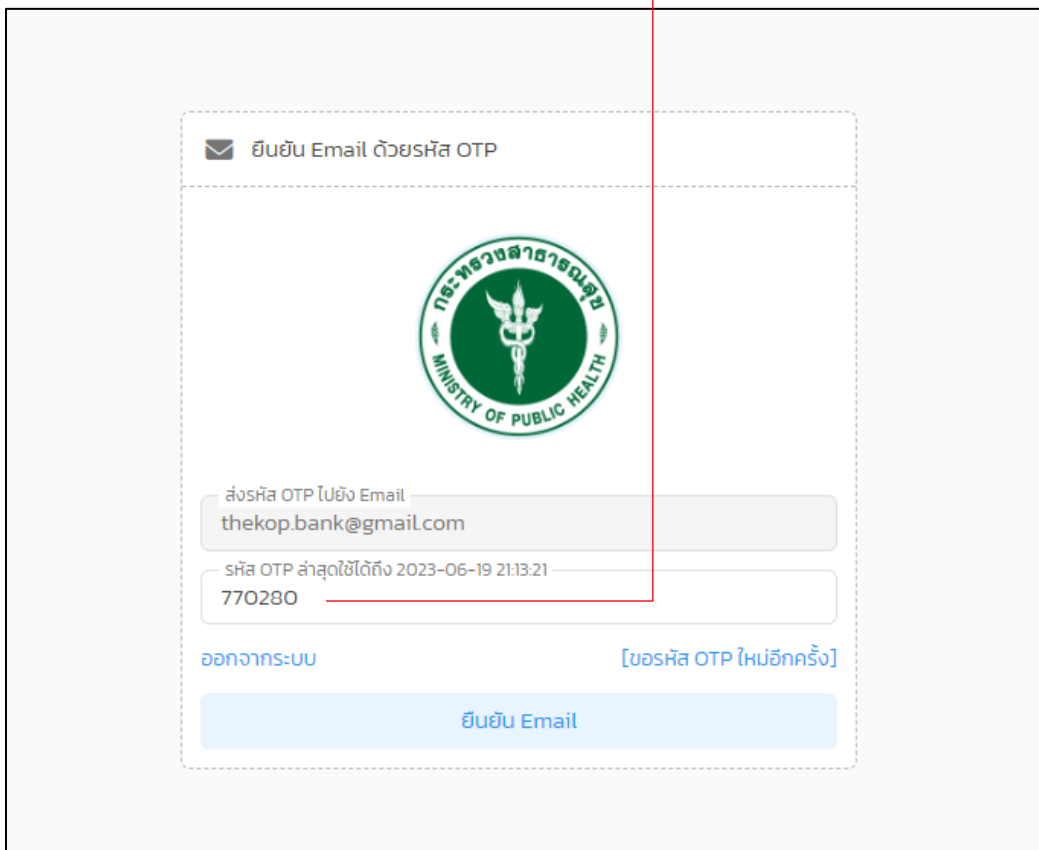 ยืนยัน Email ด้วยรหัส OTP
กระทรวงสาธารณสุข
MINISTRY OF PUBLIC HEALTH
ส่งรหัส OTP ไปยัง Email
thekop.bank@gmail.com
รหัส OTP ล่าสุดใช้ได้ถึง 2023-06-19 21:13:21
770280
ออกจากระบบ
[ขอรหัส OTP ใหม่อีกครั้ง]
ยืนยัน Email